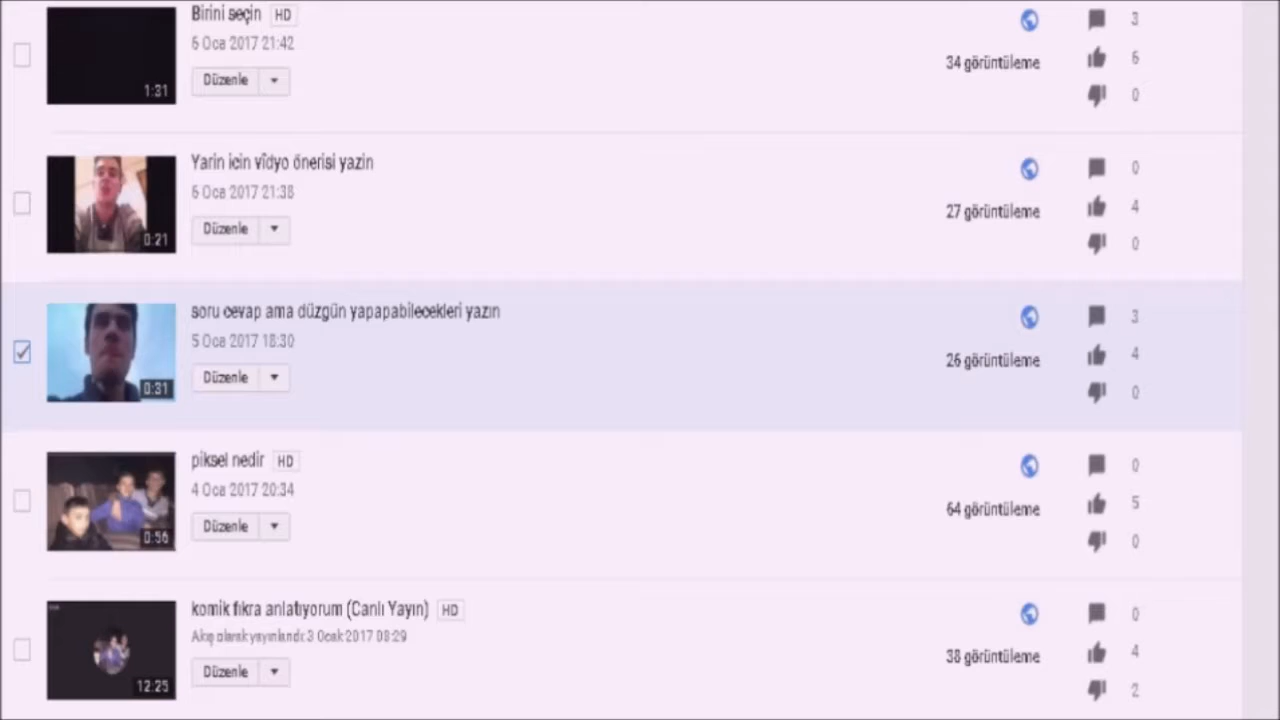 Birini seçin HD
6 Oca 2017 21:42
Düzenle
1:31
34 görüntüleme
3
6
0
Yarin icin vîdyo önerisi yazin
6 Oca 2017 21:38
Düzenle
0:21
27 görüntüleme
0
4
0
soru cevap ama düzgün yapapabilecekleri yazın
5 Oca 2017 18:30
Düzenle
0:31
26 görüntüleme
3
4
0
piksel nedir HD
4 Oca 2017 20:34
Düzenle
0:56
64 görüntüleme
0
5
0
komik fıkra anlatıyorum (Canlı Yayın) HD
Akış olarak yayınlandı: 3 Ocak 2017 08:29
Düzenle
12:25
38 görüntüleme
0
4
2